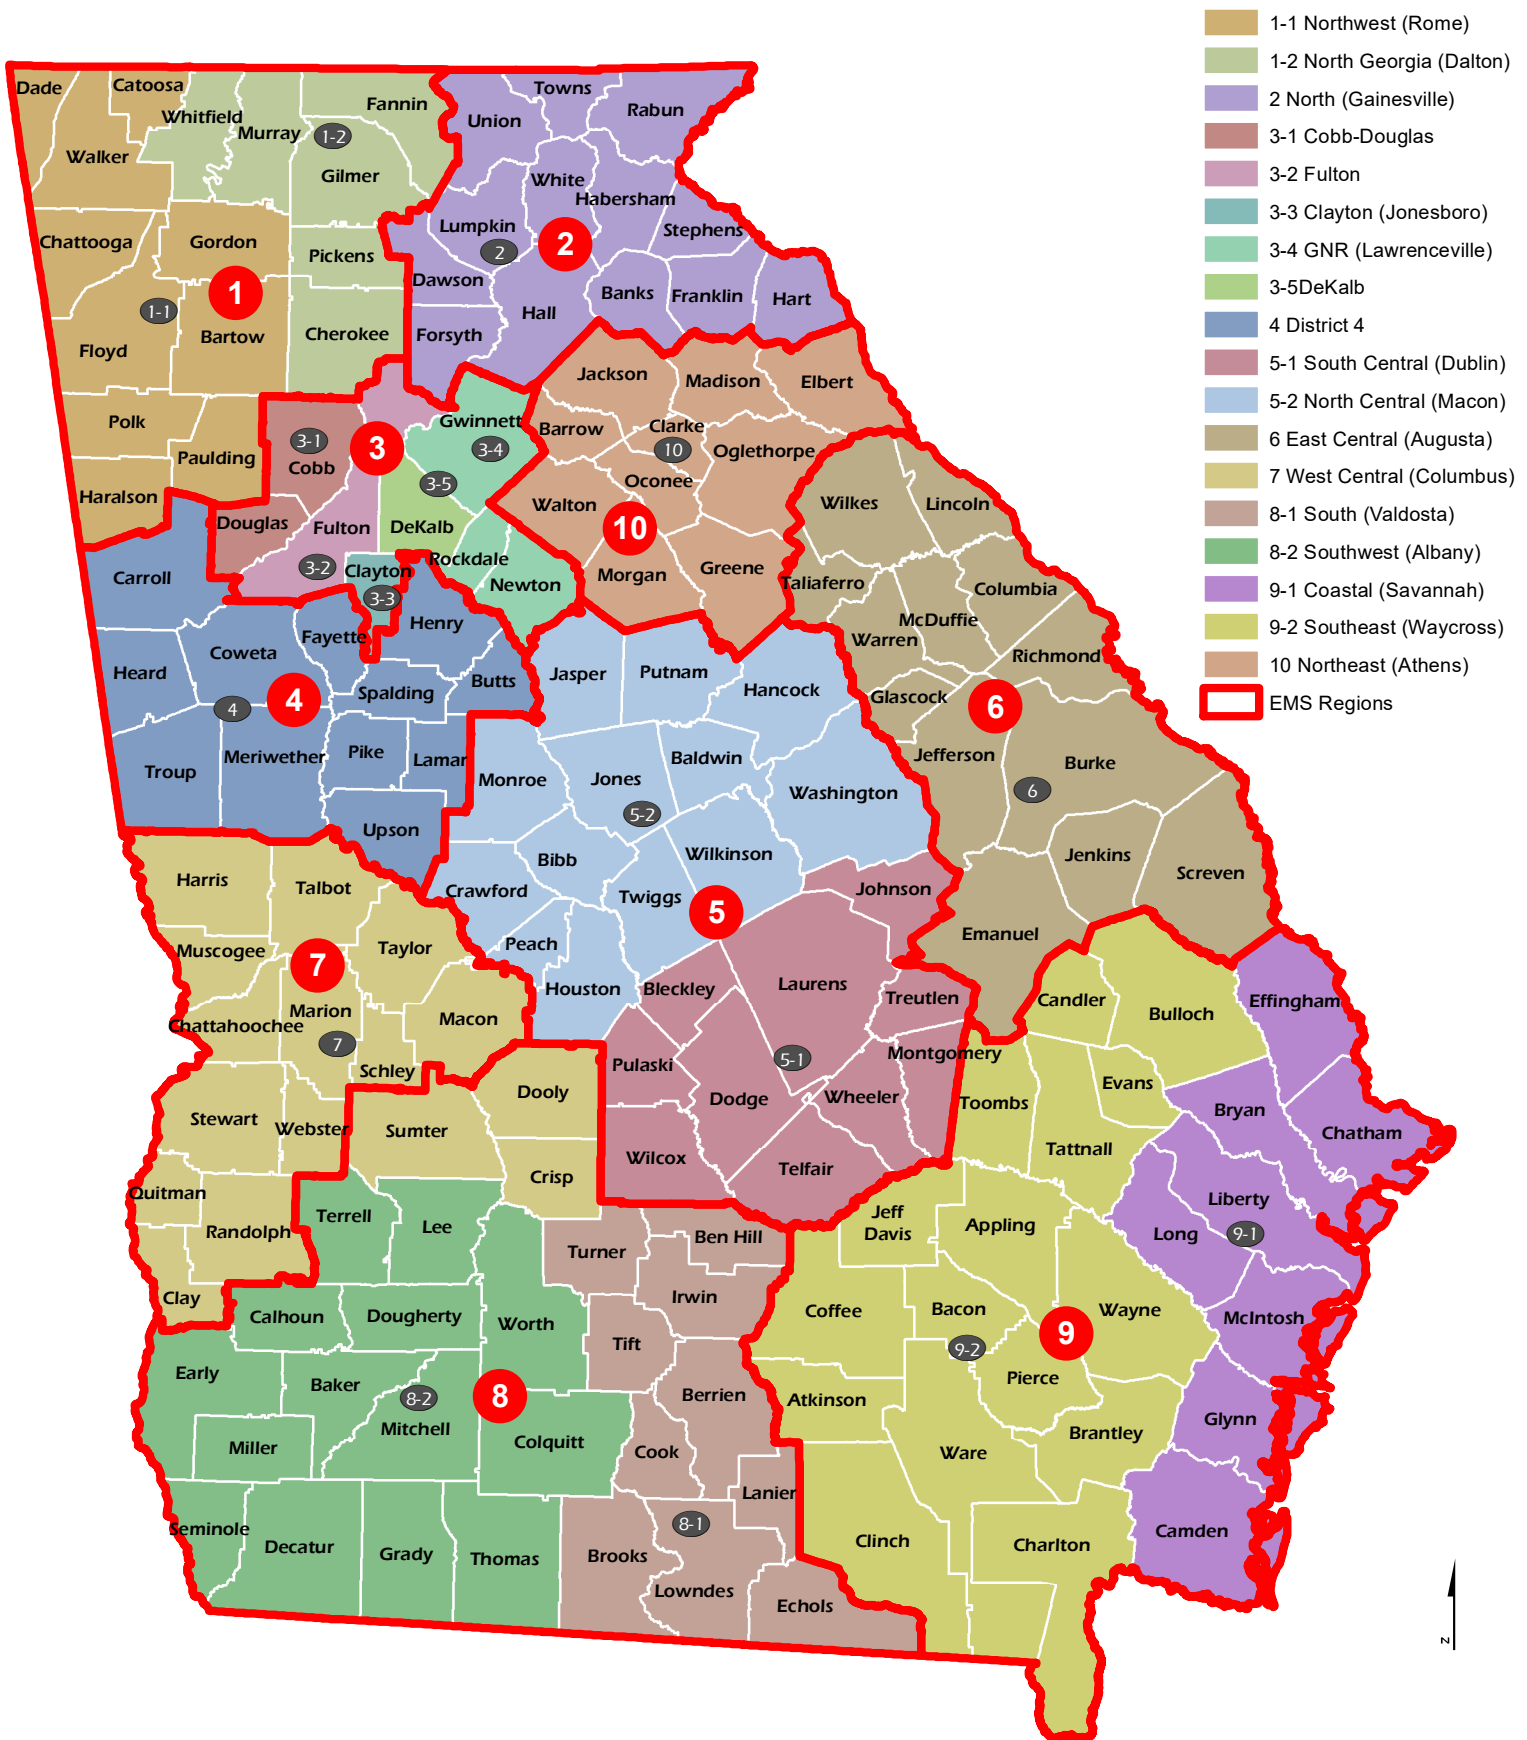 1-1 Northwest (Rome)
1-2 North Georgia (Dalton)
2 North (Gainesville)
3-1 Cobb-Douglas
3-2 Fulton
3-3 Clayton (Jonesboro)
3-4 GNR (Lawrenceville)
3-5DeKalb
4 District 4
5-1 South Central (Dublin)
5-2 North Central (Macon)
6 East Central (Augusta)
7 West Central (Columbus)
8-1 South (Valdosta)
8-2 Southwest (Albany)
9-1 Coastal (Savannah)
9-2 Southeast (Waycross)
10 Northeast (Athens)
EMS Regions
Dade
Catoosa
Whitfield
Murray
Fannin
1-2
Walker
Gilmer
Chattooga
Gordon
Pickens
1
1-1
Bartow
Floyd
Cherokee
Polk
Paulding
Haralson
Towns
Union
Rabun
White
Habersham
Lumpkin
2
2
Stephens
Dawson
Banks
Franklin
Hart
Hall
Forsyth
3-1
Cobb
3
Gwinnett
3-4
3-5
Douglas
Fulton
DeKalb
3-2
Clayton
3-3
Rockdale
Newton
Jackson
Madison
Elbert
Barrow
Clarke
10
Oglethorpe
Oconee
Walton
10
Morgan
Greene
Carroll
Henry
Fayette
Coweta
Heard
Spalding
Butts
4
4
Troup
Meriwether
Pike
Lamar
Upson
Wilkes
Lincoln
Taliaferro
Columbia
McDuffie
Warren
Richmond
Glascock
6
Jefferson
Burke
6
Jenkins
Screven
Emanuel
Jasper
Putnam
Hancock
Monroe
Jones
Baldwin
Washington
5-2
Bibb
Wilkinson
Crawford
Twiggs
5
Peach
Houston
Johnson
Bleckley
Laurens
Treutlen
Pulaski
5-1
Montgomery
Dodge
Wheeler
Wilcox
Telfair
Harris
Talbot
Muscogee
Taylor
7
Chattahoochee
Marion
Macon
7
Schley
Stewart
Webster
Sumter
Dooly
Crisp
Quitman
Randolph
Clay
Terrell
Lee
Turner
Ben Hill
Irwin
Calhoun
Dougherty
Worth
Tift
Early
Baker
8-2
8
Mitchell
Berrien
Miller
Colquitt
Cook
Lanier
8-1
Seminole
Decatur
Grady
Thomas
Brooks
Lowndes
Echols
Candler
Bulloch
Effingham
Evans
Toombs
Bryan
Chatham
Tattnall
Liberty
Jeff
Davis
Appling
Long
9-1
Coffee
Bacon
Wayne
McIntosh
9
9-2
Pierce
Atkinson
Brantley
Glynn
Ware
Clinch
Charlton
Camden
N